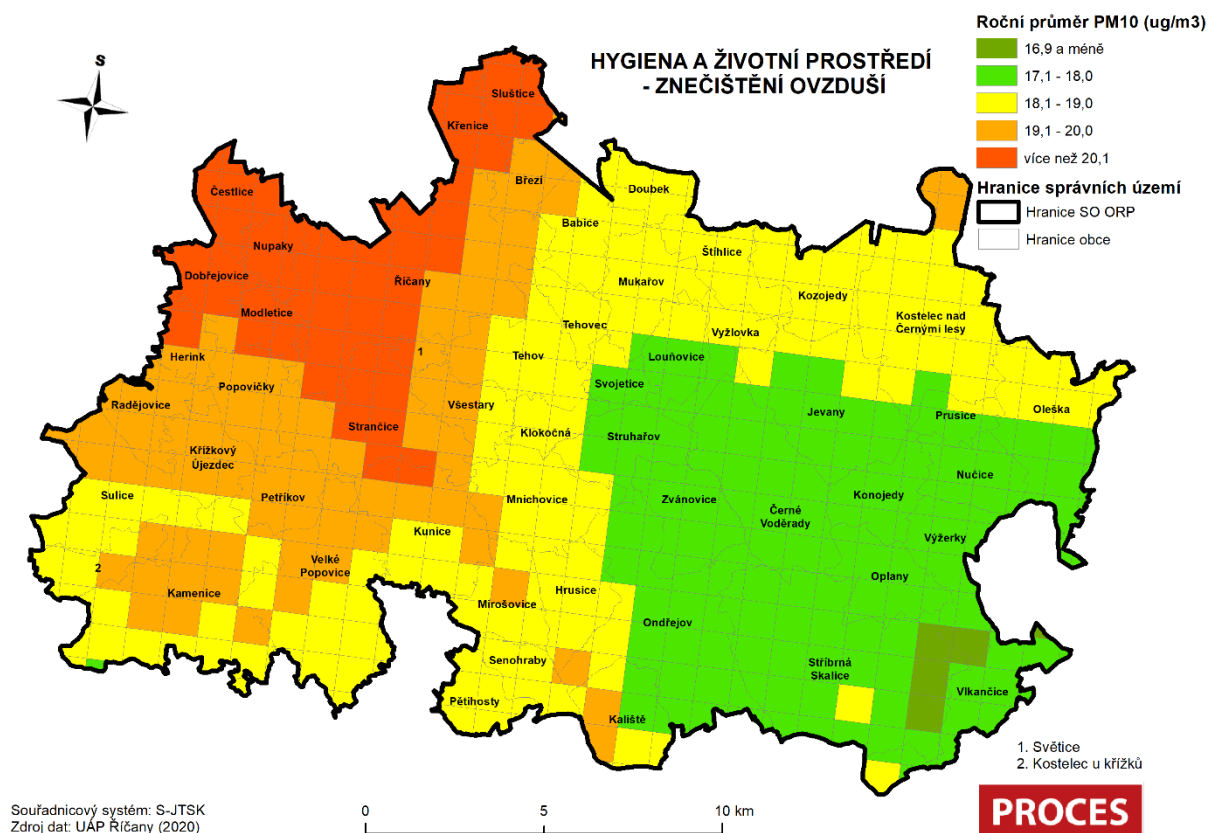 HYGIENA A ŽIVOTNÍ PROSTŘEDÍ
- ZNEČIŠTĚNÍ OVZDUŠÍ
S
Roční průměr PM10 (ug/m3)
16,9 a méně
17,1 - 18,0
18,1 - 19,0
19,1 - 20,0
více než 20,1
Hranice správních území
Hranice SO ORP
Hranice obce
Sluštice
Křenice
Březí
Doubek
Čestlice
Babice
Nupaky
Štíhlice
Dobřejovice
Říčany
Mukařov
Kozojedy
Modletice
Kostelec nad
Černými lesy
Tehovec
Vyžlovka
1
Herink
Tehov
Louňovice
Popovičky
Svojetice
Radějovice
Všestary
Jevany
Prusice
Oleška
Strančice
Klokočná
Struhařov
Křížkový
Újezdec
Nučice
Sulice
Petříkov
Mnichovice
Zvánovice
Konojedy
Černé
Voděrady
Kunice
Výžerky
2
Velké
Popovice
Oplany
Kamenice
Hrusice
Mirošovice
Ondřejov
Senohraby
Stříbrná
Skalice
Vlkančice
Pětihosty
Kaliště
1. Světice
2. Kostelec u křížků
PROCES
Souřadnicový systém: S-JTSK
Zdroj dat: ÚAP Říčany (2020)
0 5 10 km